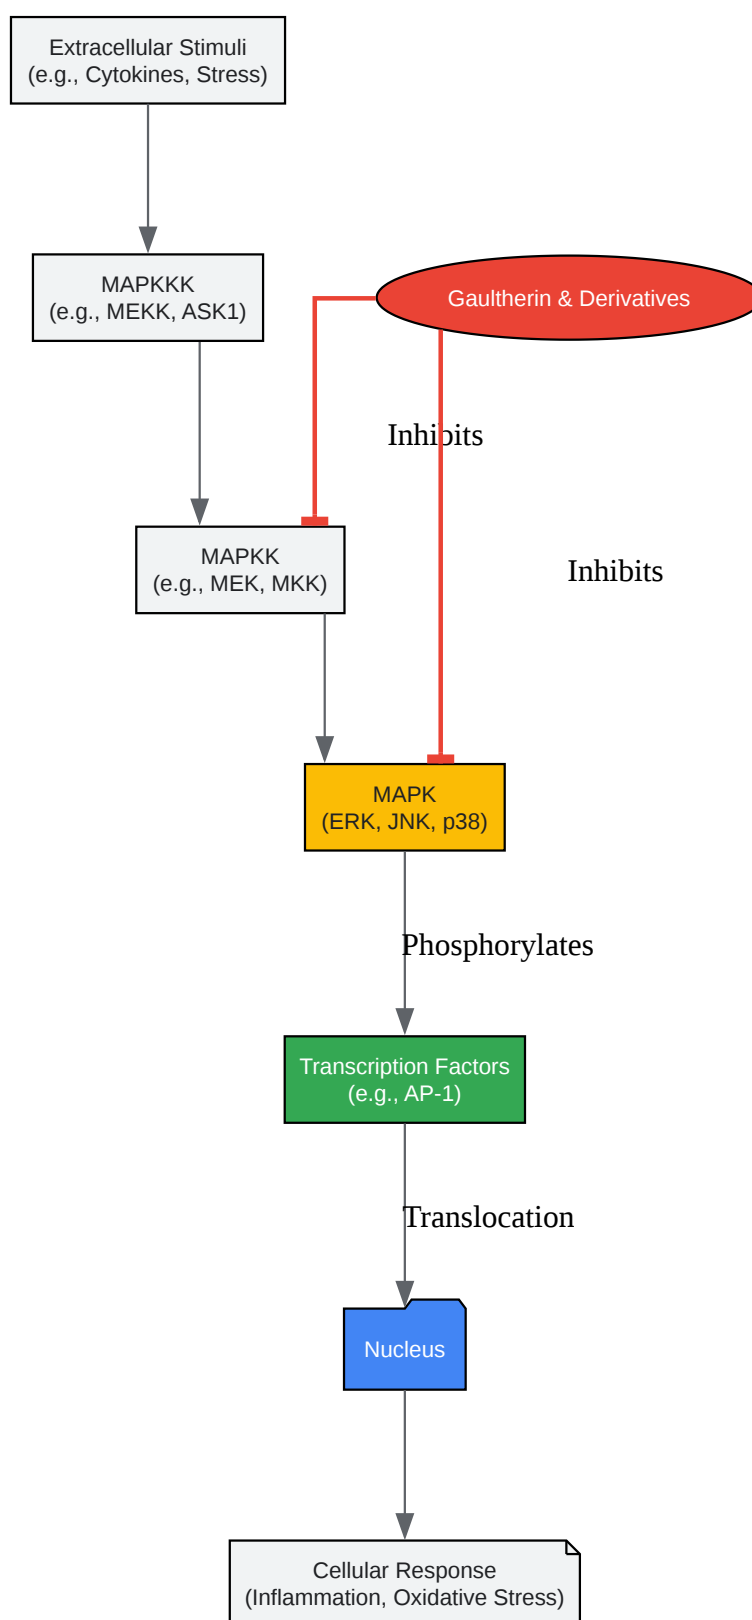 Extracellular Stimuli
(e.g., Cytokines, Stress)
MAPKKK
(e.g., MEKK, ASK1)
Gaultherin & Derivatives
Inhibits
MAPKK
(e.g., MEK, MKK)
Inhibits
MAPK
(ERK, JNK, p38)
Phosphorylates
Transcription Factors
(e.g., AP-1)
Translocation
Nucleus
Cellular Response
(Inflammation, Oxidative Stress)